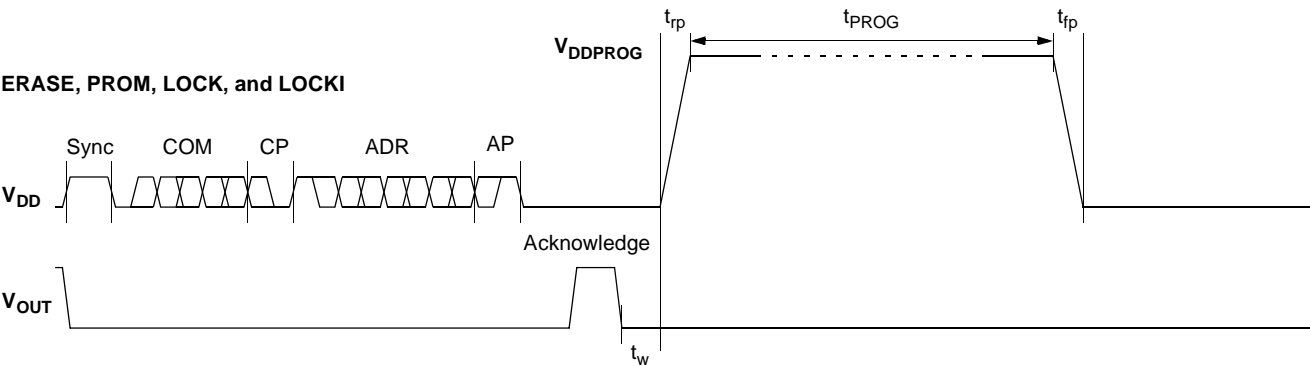 t_rp t_PROG t_fp
V_DDPROG
ERASE, PROM, LOCK, and LOCKI
Sync COM CP ADR AP
V_DD
Acknowledge
V_OUT
t_w